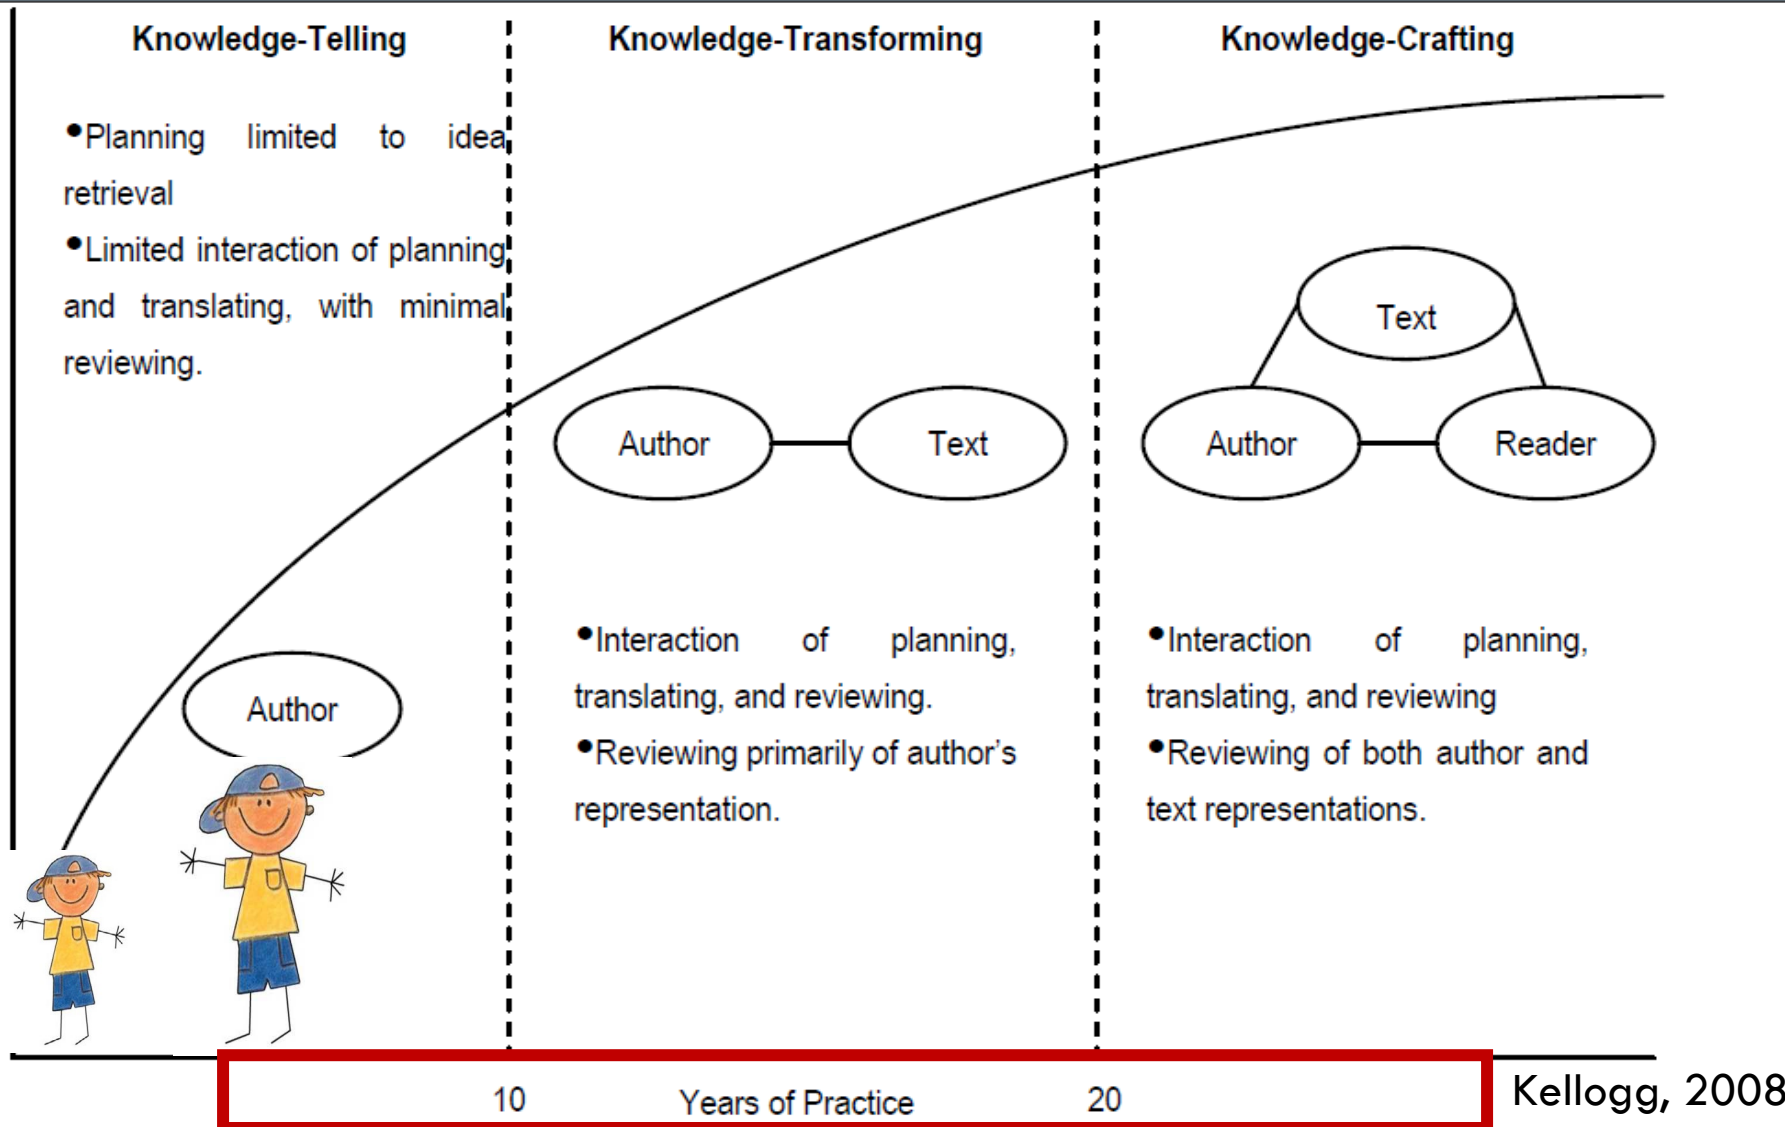 Knowledge-Telling
•Planning limited to idea
retrieval
•Limited interaction of planning
and translating, with minimal
reviewing.
Author
Knowledge-Transforming
Author
Text
•Interaction of planning,
translating, and reviewing.
•Reviewing primarily of author's
representation.
Knowledge-Crafting
Text
Author
Reader
•Interaction of planning,
translating, and reviewing
•Reviewing of both author and
text representations.
10
Years of Practice
20
Kellogg, 2008